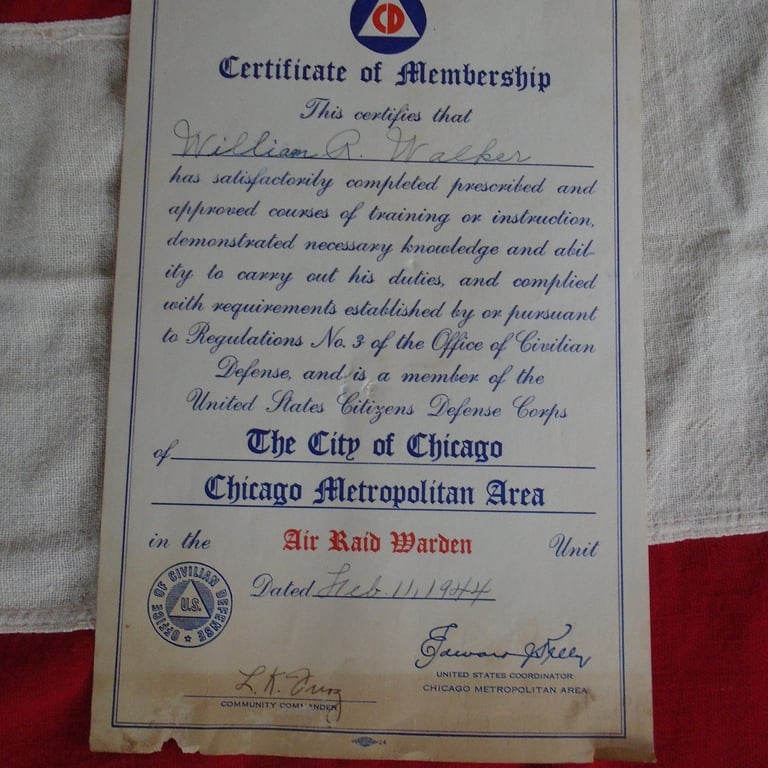 CD
Certificate of Membership
This certifies that
William R. Walker
has satisfactorily completed prescribed and
approved courses of training or instruction,
demonstrated necessary knowledge and abil-
ity to carry out his duties, and complied
with requirements established by or pursuant
to Regulations No. 3 of the Office of Civilian
Defense, and is a member of the
United States Citizens Defense Corps
of The City of Chicago
Chicago Metropolitan Area
in the Air Raid Warden Unit
OFFICE OF CIVILIAN DEFENSE
U.S.
Dated Feb. 11, 1944
Edward J Kelly
UNITED STATES COORDINATOR
CHICAGO METROPOLITAN AREA
L. K.
COMMUNITY COMMANDER